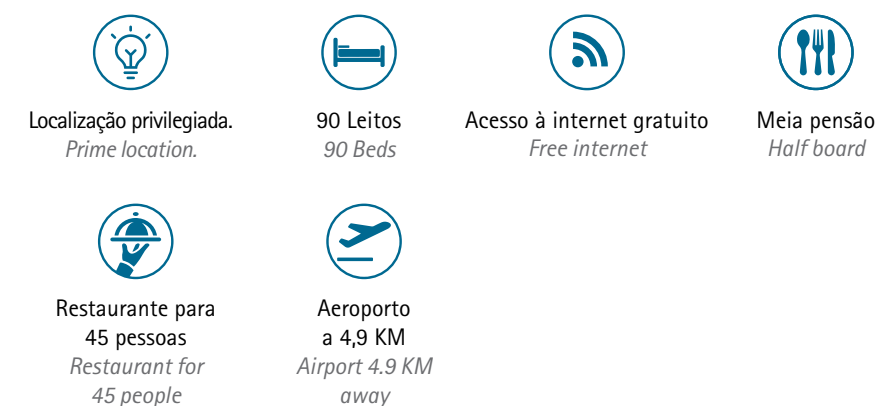 Localização privilegiada.
Prime location.
90 Leitos
90 Beds
Acesso à internet gratuito
Free internet
Meia pensão
Half board
Restaurante para
45 pessoas
Restaurant for
45 people
Aeroporto
a 4,9 KM
Airport 4.9 KM
away